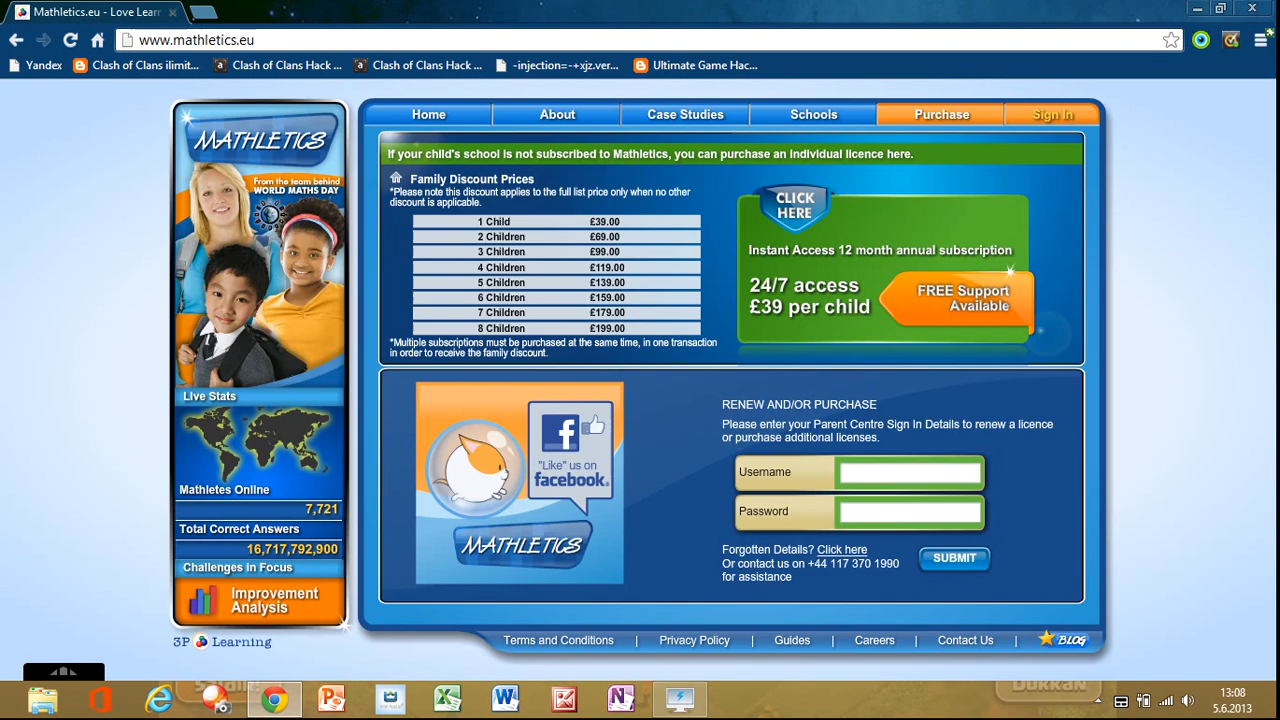 Mathletics.eu - Love Lear
www.mathletics.eu
Yandex
Clash of Clans ilimit...
Clash of Clans Hack ...
Clash of Clans Hack ...
-injection=-+xjz.ver...
Ultimate Game Hac...
MATHLETICS
From the team behind
WORLD MATHS DAY
Live Stats
Mathletes Online
7,721
Total Correct Answers
16,717,792,900
Challenges In Focus
Improvement
Analysis
3P Learning
Home
About
Case Studies
Schools
Purchase
Sign In
If your child's school is not subscribed to Mathletics, you can purchase an individual licence here.
Family Discount Prices
*Please note this discount applies to the full list price only when no other
discount is applicable.
1 Child £39.00
2 Children £69.00
3 Children £99.00
4 Children £119.00
5 Children £139.00
6 Children £159.00
7 Children £179.00
8 Children £199.00
*Multiple subscriptions must be purchased at the same time, in one transaction
in order to receive the family discount.
CLICK
HERE
Instant Access 12 month annual subscription
24/7 access
£39 per child
FREE Support
Available
f
"Like" us on
facebook.
MATHLETICS
RENEW AND/OR PURCHASE
Please enter your Parent Centre Sign In Details to renew a licence
or purchase additional licenses.
Username
Password
Forgotten Details? Click here
Or contact us on +44 117 370 1990
for assistance
SUBMIT
Terms and Conditions | Privacy Policy | Guides | Careers | Contact Us | BLOG
13:08
5.6.2013